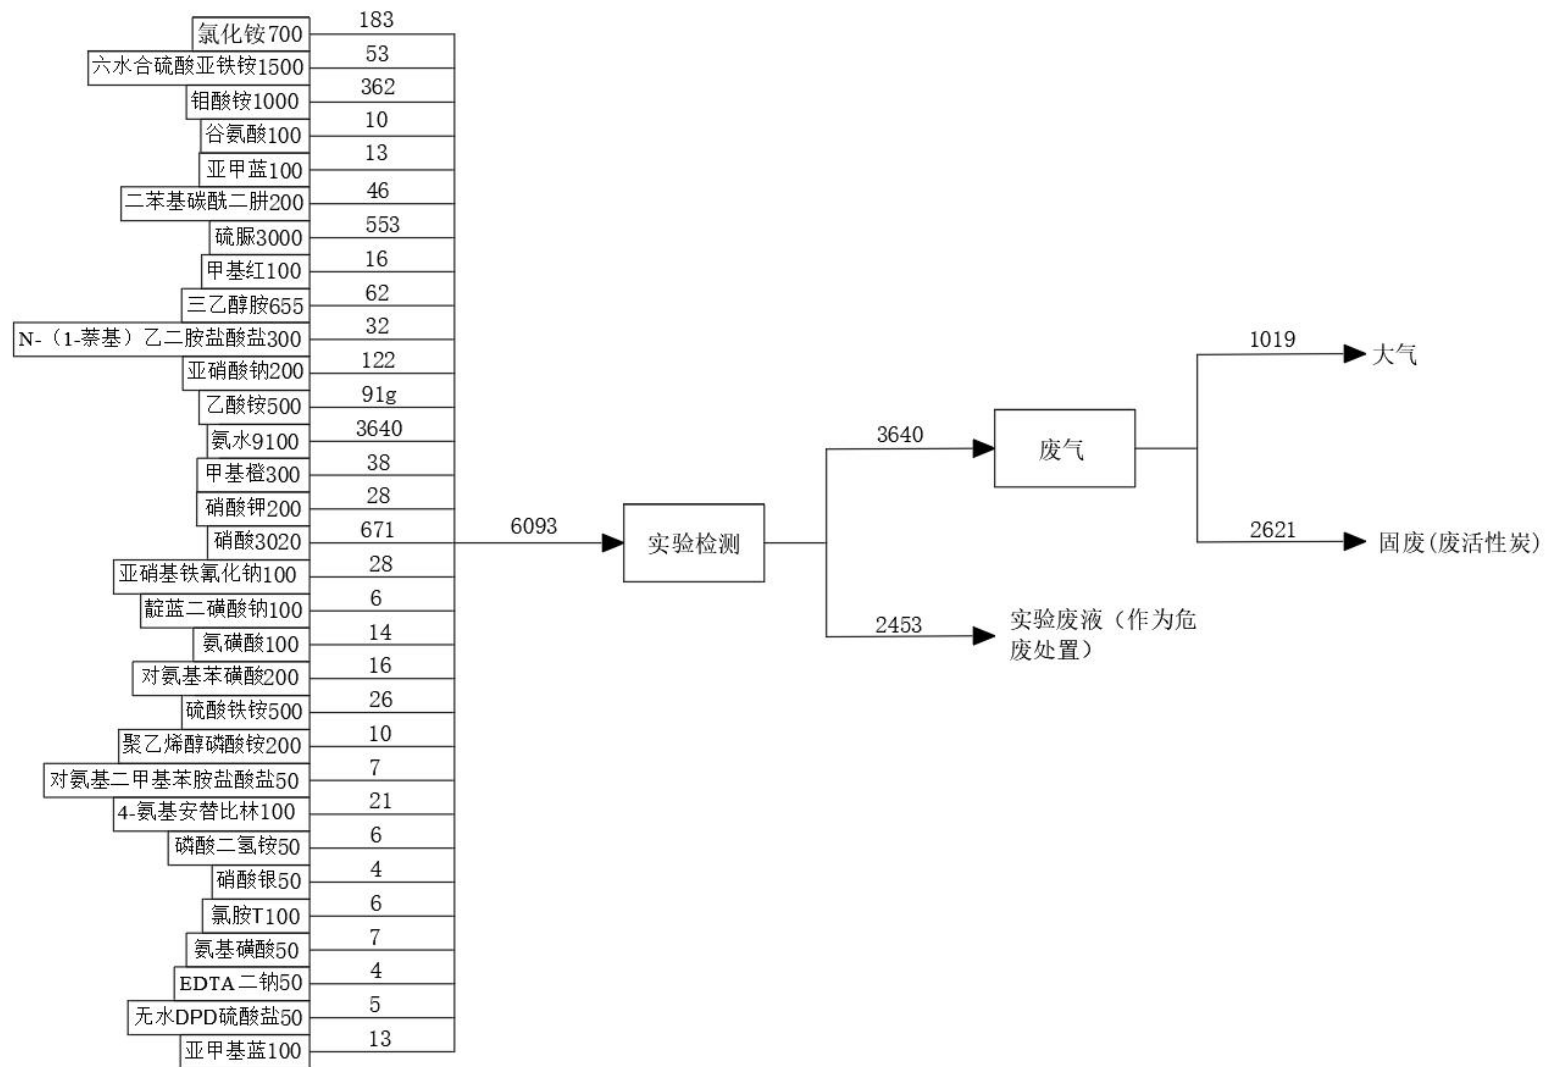 氯化铵700 183
六水合硫酸亚铁铵1500 53
钼酸铵1000 362
谷氨酸100 10
亚甲蓝100 13
二苯基碳酰二肼200 46
硫脲3000 553
甲基红100 16
三乙醇胺655 62
N-（1-萘基）乙二胺盐酸盐300 32
亚硝酸钠200 122
乙酸铵500 91g
氨水9100 3640
甲基橙300 38
硝酸钾200 28
硝酸3020 671
亚硝基铁氰化钠100 28
靛蓝二磺酸钠100 6
氨磺酸100 14
对氨基苯磺酸200 16
硫酸铁铵500 26
聚乙烯醇磷酸铵200 10
对氨基二甲基苯胺盐酸盐50 7
4-氨基安替比林100 21
磷酸二氢铵50 6
硝酸银50 4
氯胺T100 6
氨基磺酸50 7
EDTA二钠50 4
无水DPD硫酸盐50 5
亚甲基蓝100 13
6093
实验检测
3640
废气
1019
大气
2621
固废(废活性炭)
2453
实验废液（作为危
废处置）